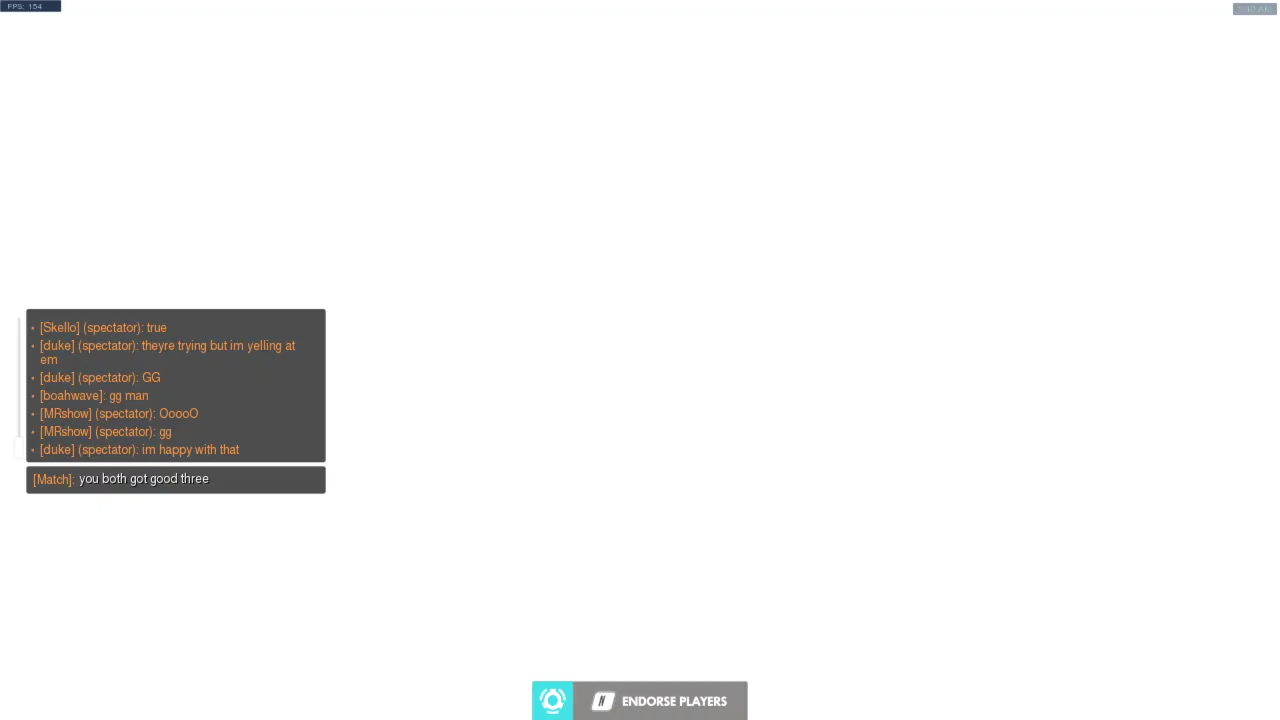 FPS: 154
[Skello] (spectator): true
[duke] (spectator): theyre trying but im yelling at
em
[duke] (spectator): GG
[boahwave]: gg man
[MRshow] (spectator): OoooO
[MRshow] (spectator): gg
[duke] (spectator): im happy with that
[Match]: you both got good three
N ENDORSE PLAYERS